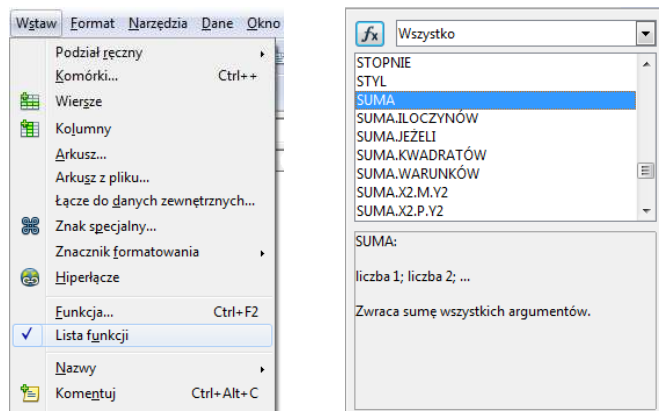 Wstaw Format Narzędzia Dane Okno
Podział ręczny
Komórki... Ctrl++
Wiersze
Kolumny
Arkusz...
Arkusz z pliku...
Łącze do danych zewnętrznych...
Znak specjalny...
Znacznik formatowania
Hiperłącze
Funkcja... Ctrl+F2
Lista funkcji
Nazwy
Komentuj Ctrl+Alt+C
fx Wszystko
STOPNIE
STYL
SUMA
SUMA.ILOCZYNÓW
SUMA.JEŻELI
SUMA.KWADRATÓW
SUMA.WARUNKÓW
SUMA.X2.M.Y2
SUMA.X2.P.Y2
SUMA:
liczba 1; liczba 2; ...
Zwraca sumę wszystkich argumentów.